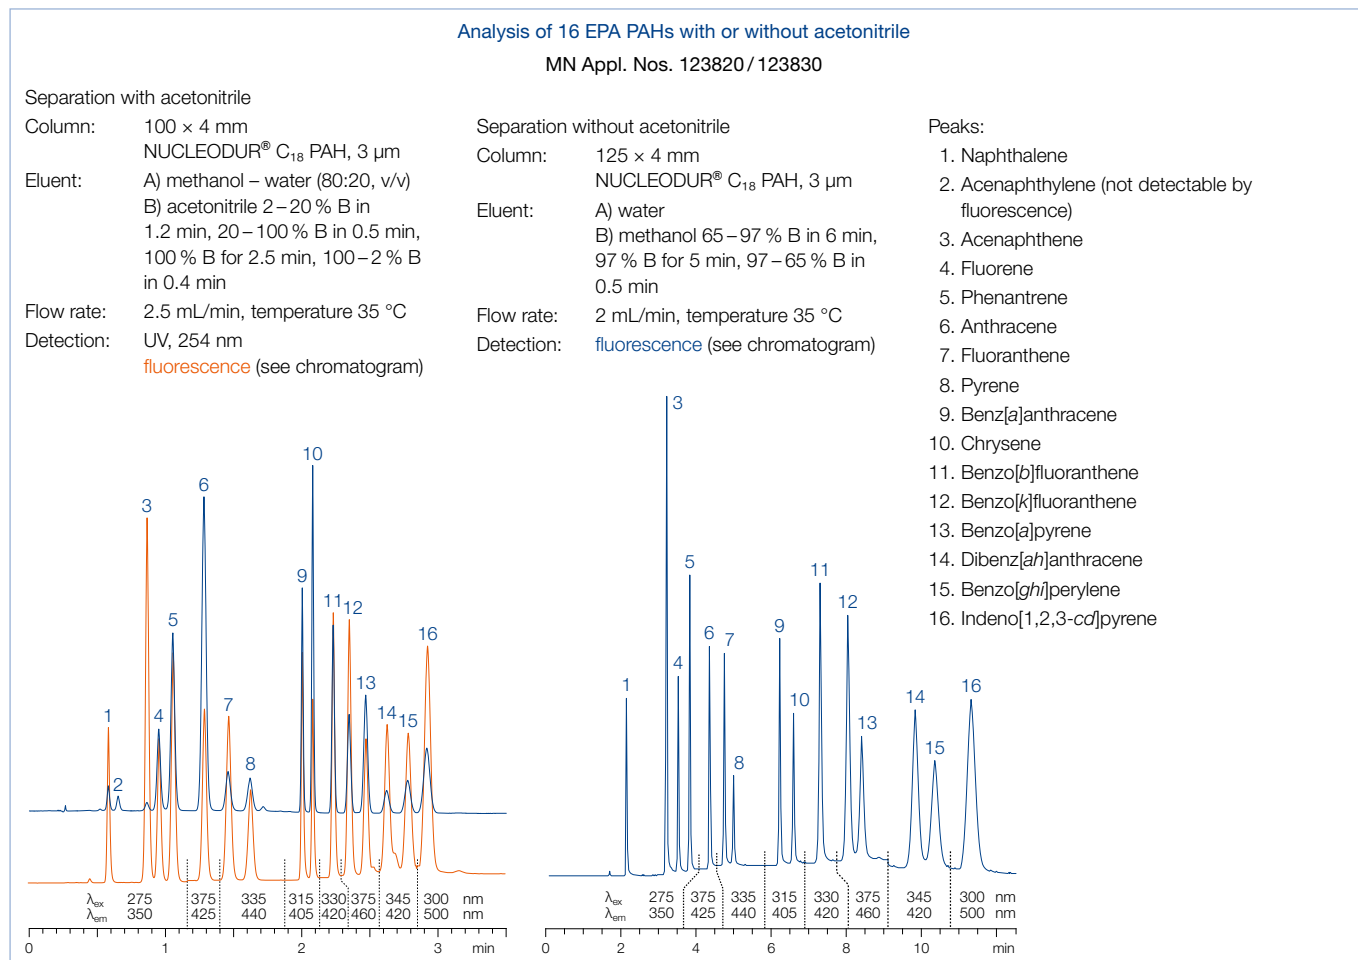 Analysis of 16 EPA PAHs with or without acetonitrile
MN Appl. Nos. 123820 / 123830
Separation with acetonitrile
Column: 100 × 4 mm
NUCLEODUR® C18 PAH, 3 µm
Eluent: A) methanol – water (80:20, v/v)
B) acetonitrile 2 – 20 % B in
1.2 min, 20 – 100 % B in 0.5 min,
100 % B for 2.5 min, 100 – 2 % B
in 0.4 min
Flow rate: 2.5 mL/min, temperature 35 °C
Detection: UV, 254 nm
fluorescence (see chromatogram)
Separation without acetonitrile
Column: 125 × 4 mm
NUCLEODUR® C18 PAH, 3 µm
Eluent: A) water
B) methanol 65 – 97 % B in 6 min,
97 % B for 5 min, 97 – 65 % B in
0.5 min
Flow rate: 2 mL/min, temperature 35 °C
Detection: fluorescence (see chromatogram)
Peaks:
1. Naphthalene
2. Acenaphthylene (not detectable by
fluorescence)
3. Acenaphthene
4. Fluorene
5. Phenantrene
6. Anthracene
7. Fluoranthene
8. Pyrene
9. Benz[a]anthracene
10. Chrysene
11. Benzo[b]fluoranthene
12. Benzo[k]fluoranthene
13. Benzo[a]pyrene
14. Dibenz[ah]anthracene
15. Benzo[ghi]perylene
16. Indeno[1,2,3-cd]pyrene
1
2
3
4
5
6
7
8
9
10
11
12
13
14
15
16
λex 275 375 335 315 330 375 345 300 nm
λem 350 425 440 405 420 460 420 500 nm
0 1 2 3 min
1
3
4
5
6
7
8
9
10
11
12
13
14
15
16
λex 275 375 335 315 330 375 345 300 nm
λem 350 425 440 405 420 460 420 500 nm
0 2 4 6 8 10 min